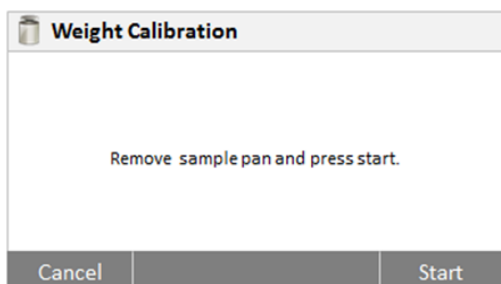 Weight Calibration
Remove sample pan and press start.
Cancel
Start